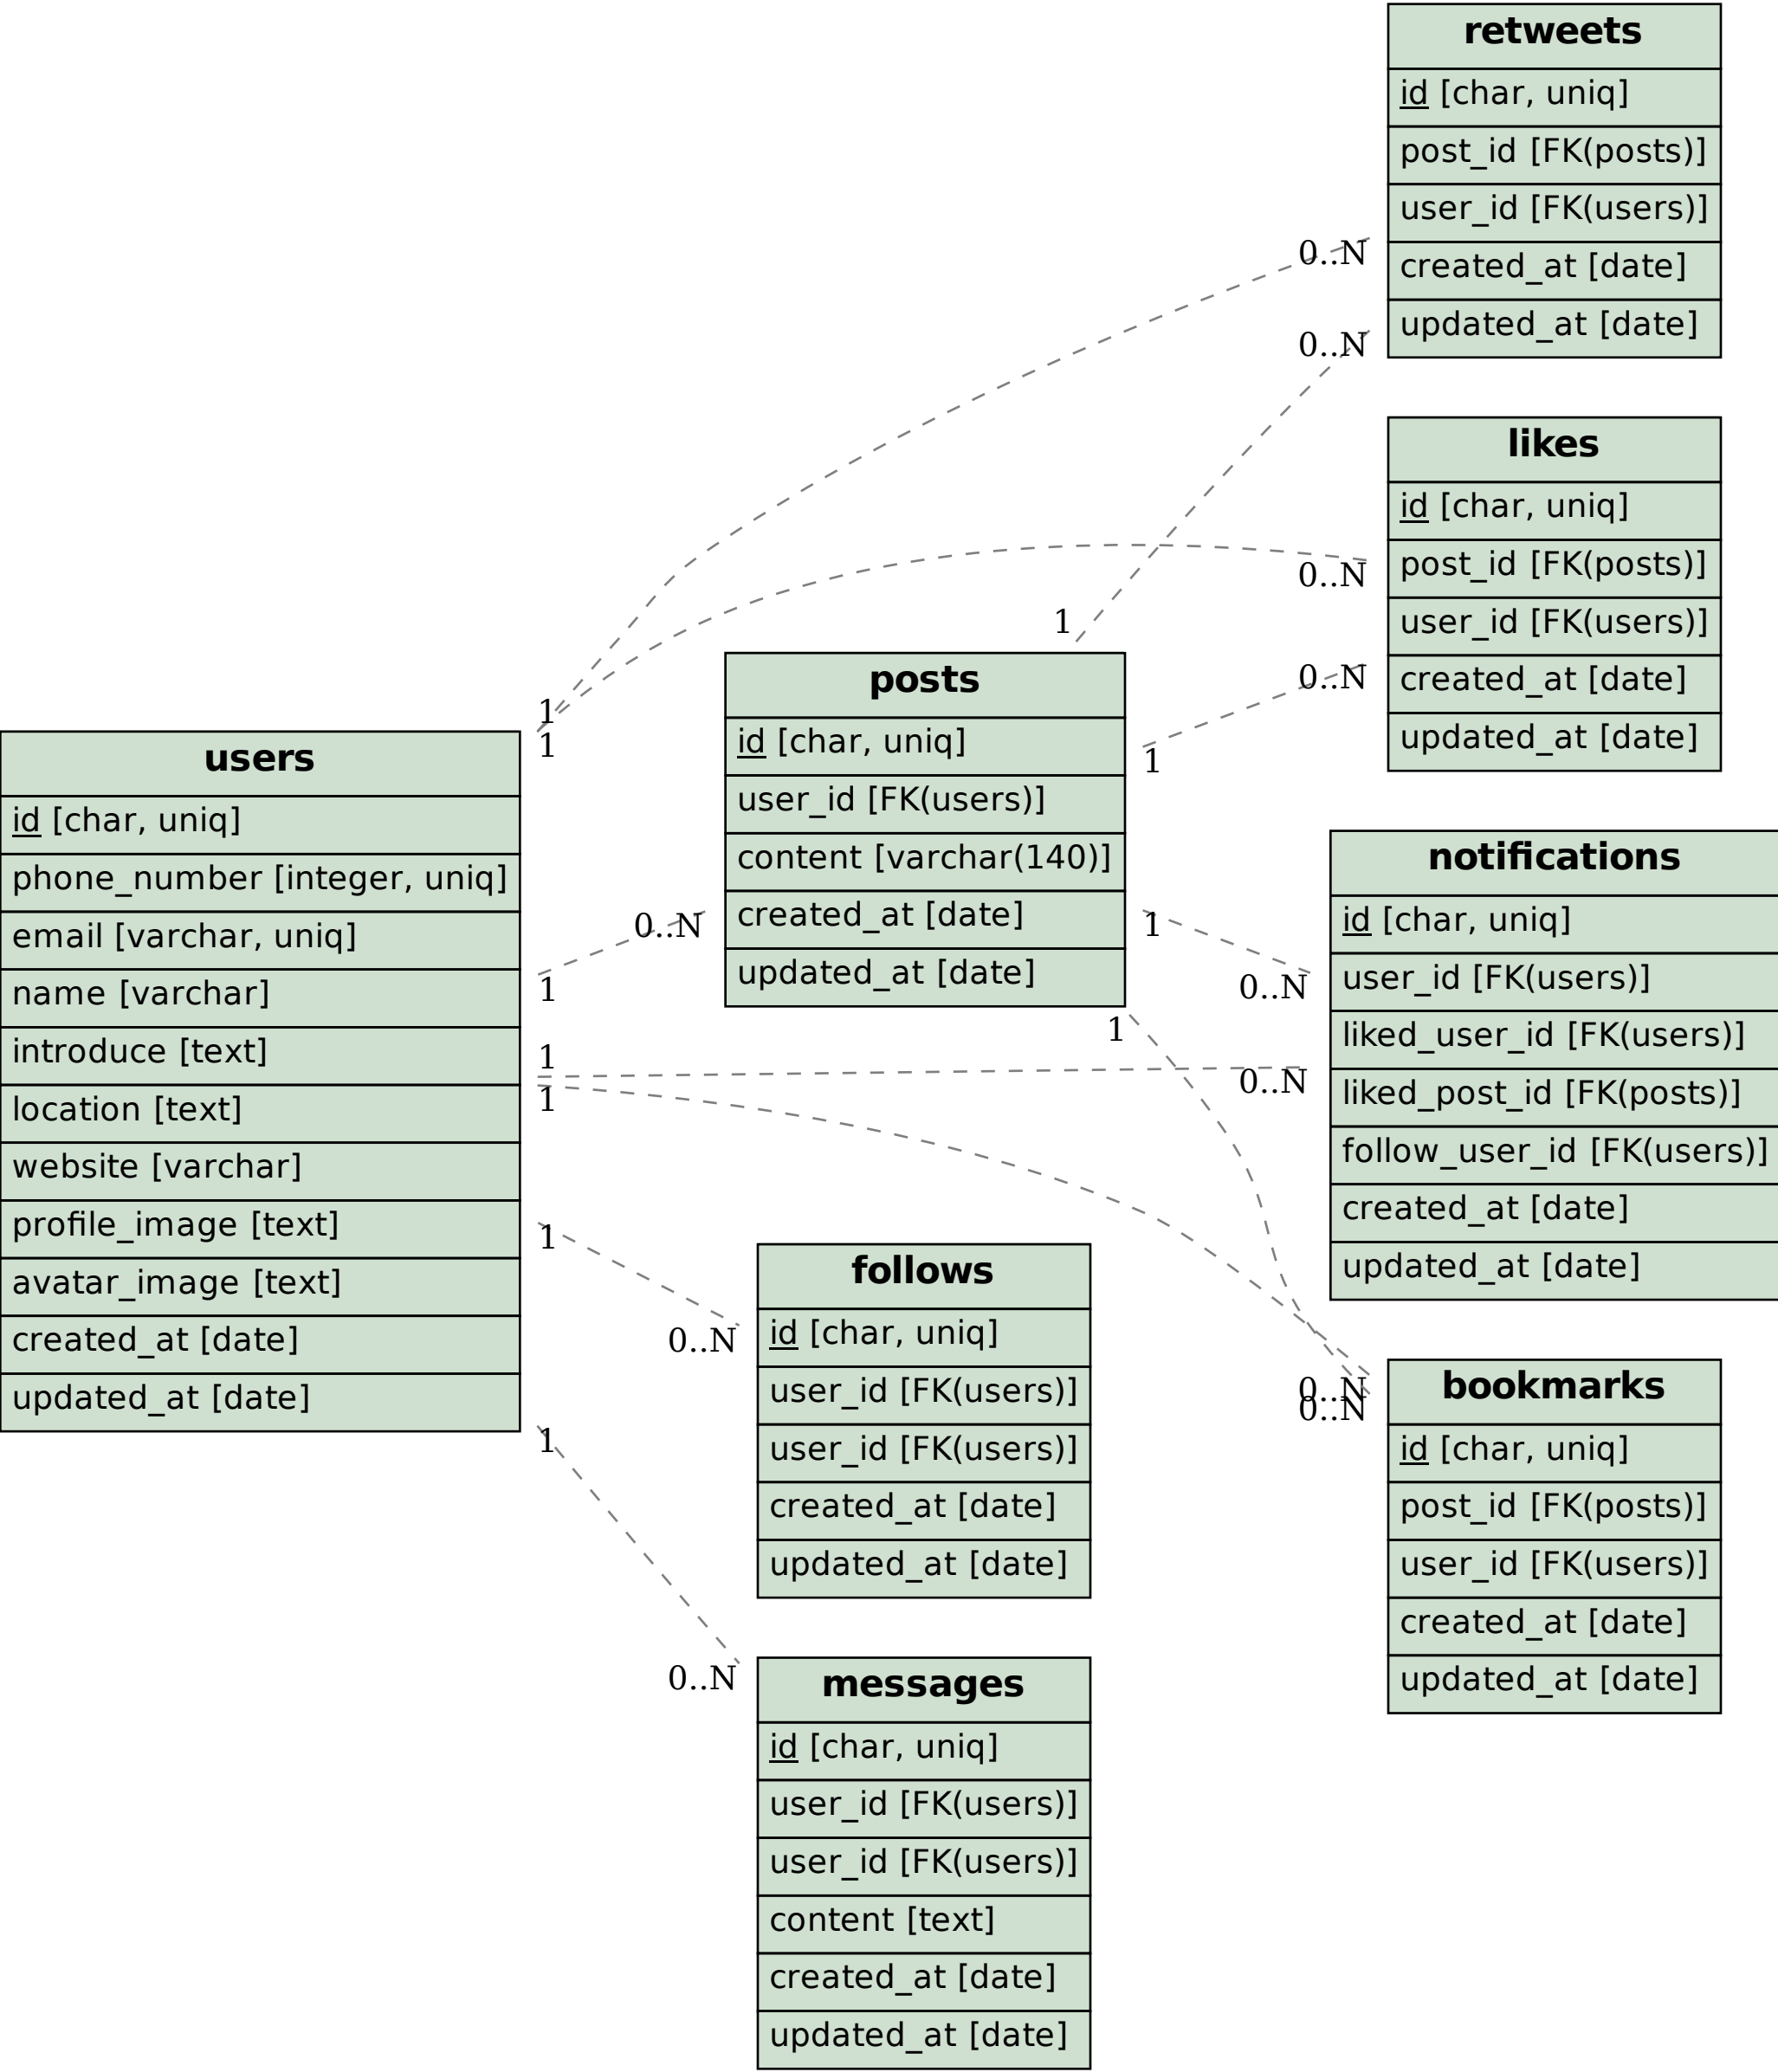 retweets
id [char, uniq]
post_id [FK(posts)]
user_id [FK(users)]
created_at [date]
updated_at [date]
0..N
0..N
likes
id [char, uniq]
post_id [FK(posts)]
user_id [FK(users)]
created_at [date]
updated_at [date]
0..N
0..N
1
posts
id [char, uniq]
user_id [FK(users)]
content [varchar(140)]
created_at [date]
updated_at [date]
1
1
1
0..N
users
id [char, uniq]
phone_number [integer, uniq]
email [varchar, uniq]
name [varchar]
introduce [text]
location [text]
website [varchar]
profile_image [text]
avatar_image [text]
created_at [date]
updated_at [date]
1
1
1
1
1
1
1
notifications
id [char, uniq]
user_id [FK(users)]
liked_user_id [FK(users)]
liked_post_id [FK(posts)]
follow_user_id [FK(users)]
created_at [date]
updated_at [date]
0..N
0..N
follows
id [char, uniq]
user_id [FK(users)]
user_id [FK(users)]
created_at [date]
updated_at [date]
0..N
bookmarks
id [char, uniq]
post_id [FK(posts)]
user_id [FK(users)]
created_at [date]
updated_at [date]
0..N
0..N
messages
id [char, uniq]
user_id [FK(users)]
user_id [FK(users)]
content [text]
created_at [date]
updated_at [date]
0..N